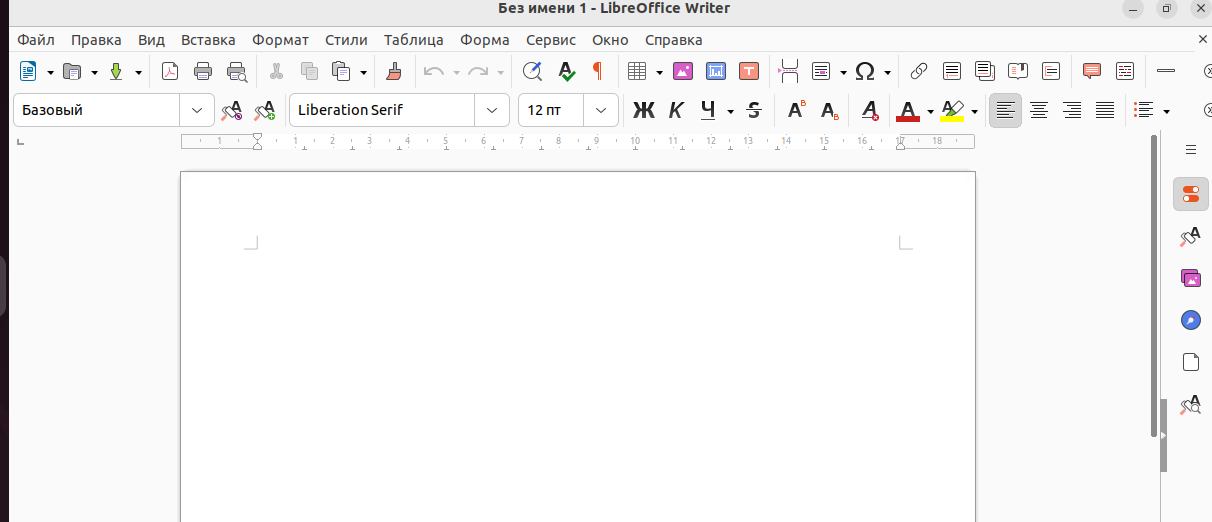 Без имени 1 - LibreOffice Writer
Файл Правка Вид Вставка Формат Стили Таблица Форма Сервис Окно Справка
Базовый Liberation Serif 12 пт Ж К Ч S
1 1 2 3 4 5 6 7 8 9 10 11 12 13 14 15 16 17 18